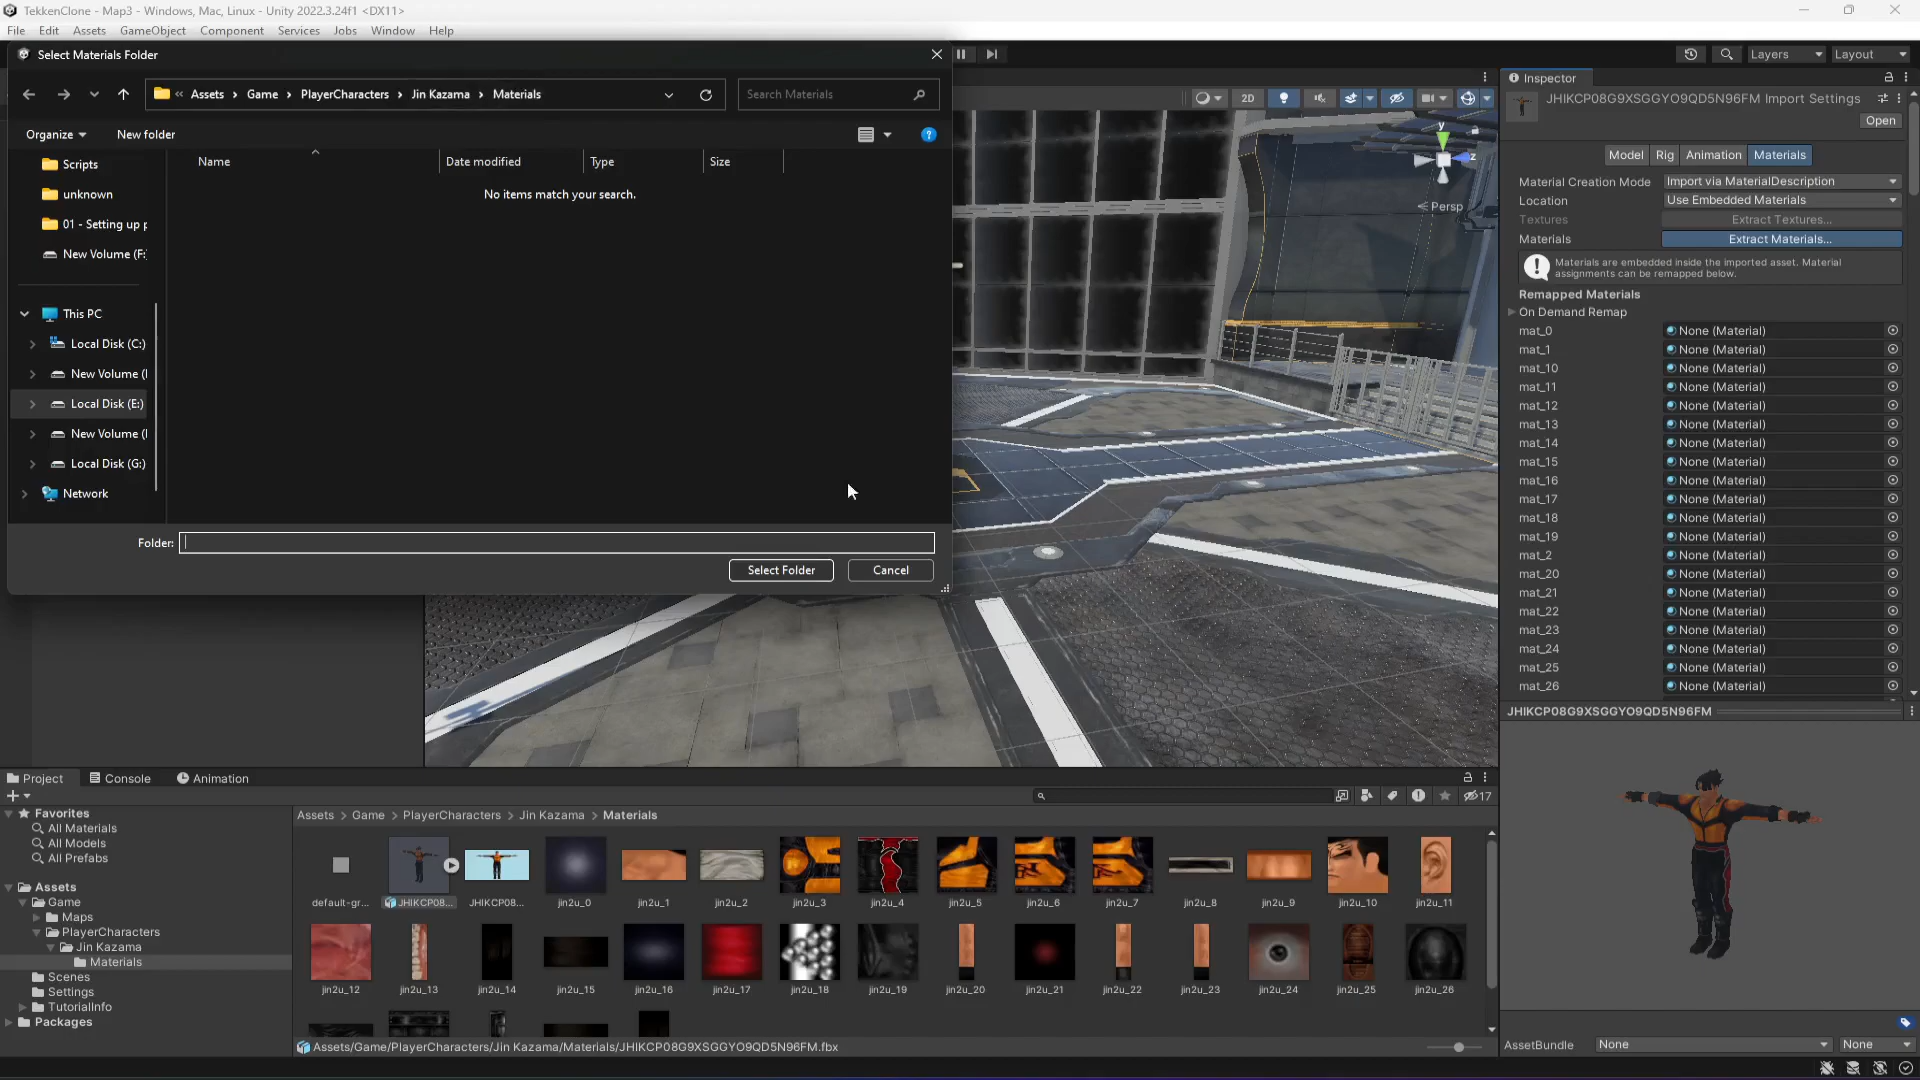 TekkenClone - Map3 - Windows, Mac, Linux - Unity 2022.3.24f1 <DX11>
File Edit Assets GameObject Component Services Jobs Window Help
Select Materials Folder
« Assets › Game › PlayerCharacters › Jin Kazama › Materials
Search Materials
Organize
New folder
Name
Date modified
Type
Size
No items match your search.
Scripts
unknown
01 - Setting up p
New Volume (F:
This PC
Local Disk (C:)
New Volume (
Local Disk (E:)
New Volume (
Local Disk (G:)
Network
Folder:
Select Folder
Cancel
Layers
Layout
2D
y
z
< Persp
Inspector
JHIKCP08G9XSGGYO9QD5N96FM Import Settings
Open
Model Rig Animation Materials
Material Creation Mode Import via MaterialDescription
Location Use Embedded Materials
Textures Extract Textures...
Materials Extract Materials...
Materials are embedded inside the imported asset. Material
assignments can be remapped below.
Remapped Materials
On Demand Remap
mat_0 None (Material)
mat_1 None (Material)
mat_10 None (Material)
mat_11 None (Material)
mat_12 None (Material)
mat_13 None (Material)
mat_14 None (Material)
mat_15 None (Material)
mat_16 None (Material)
mat_17 None (Material)
mat_18 None (Material)
mat_19 None (Material)
mat_2 None (Material)
mat_20 None (Material)
mat_21 None (Material)
mat_22 None (Material)
mat_23 None (Material)
mat_24 None (Material)
mat_25 None (Material)
mat_26 None (Material)
JHIKCP08G9XSGGYO9QD5N96FM
AssetBundle None None
Project Console Animation
17
Favorites
All Materials
All Models
All Prefabs
Assets
Game
Maps
PlayerCharacters
Jin Kazama
Materials
Scenes
Settings
TutorialInfo
Packages
Assets > Game > PlayerCharacters > Jin Kazama > Materials
default-gr... JHIKCP08... JHIKCP08... jin2u_0 jin2u_1 jin2u_2 jin2u_3 jin2u_4 jin2u_5 jin2u_6 jin2u_7 jin2u_8 jin2u_9 jin2u_10 jin2u_11
jin2u_12 jin2u_13 jin2u_14 jin2u_15 jin2u_16 jin2u_17 jin2u_18 jin2u_19 jin2u_20 jin2u_21 jin2u_22 jin2u_23 jin2u_24 jin2u_25 jin2u_26
Assets/Game/PlayerCharacters/Jin Kazama/Materials/JHIKCP08G9XSGGYO9QD5N96FM.fbx